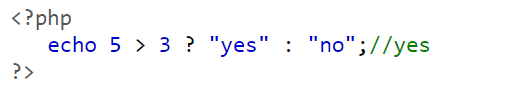 <?php
echo 5 > 3 ? "yes" : "no";//yes
?>